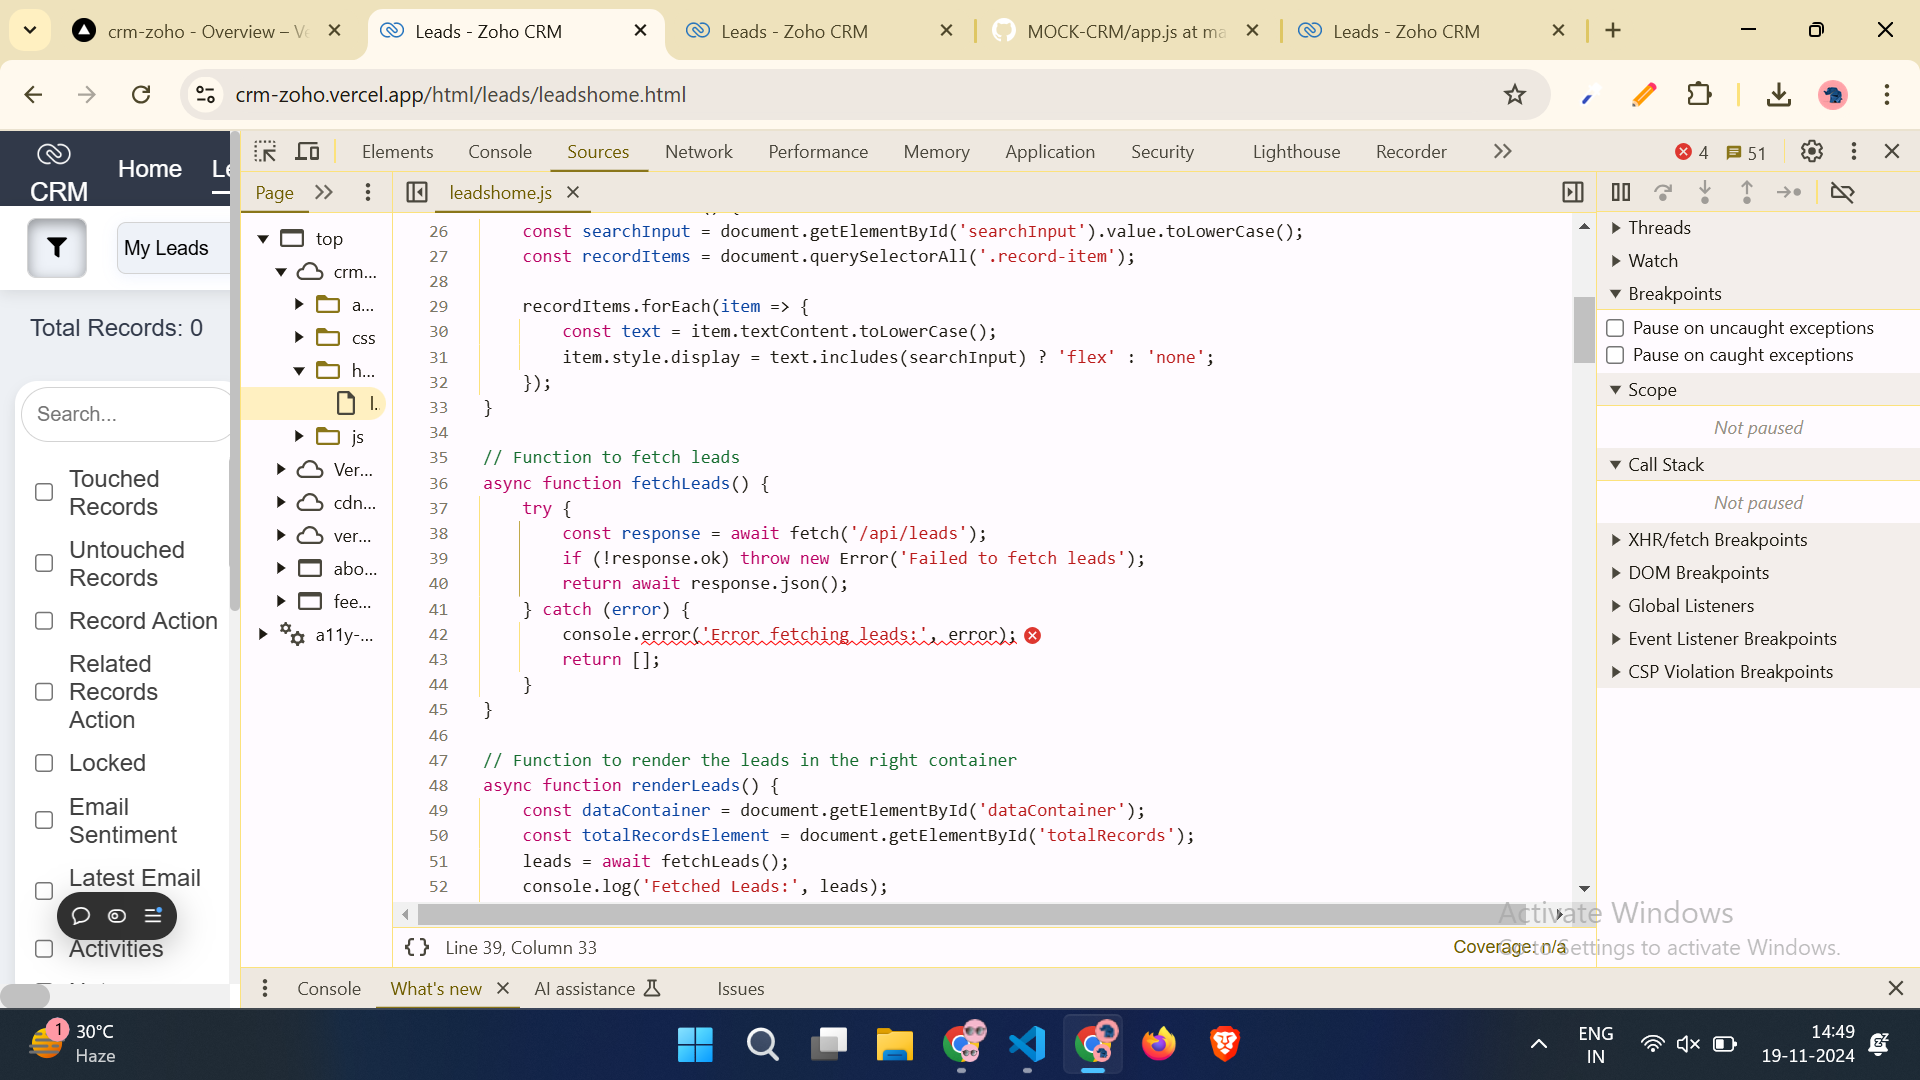 crm-zoho - Overview – Ve
Leads - Zoho CRM
Leads - Zoho CRM
MOCK-CRM/app.js at ma
Leads - Zoho CRM
crm-zoho.vercel.app/html/leads/leadshome.html
CRM
Home
Le
My Leads
Total Records: 0
Search...
Touched
Records
Untouched
Records
Record Action
Related
Records
Action
Locked
Email
Sentiment
Latest Email
Activities
Elements
Console
Sources
Network
Performance
Memory
Application
Security
Lighthouse
Recorder
4
51
Page
leadshome.js
top
crm...
a...
css
h...
l.
js
Ver...
cdn...
ver...
abo...
fee...
a11y-...
26 const searchInput = document.getElementById('searchInput').value.toLowerCase();
27 const recordItems = document.querySelectorAll('.record-item');
28
29 recordItems.forEach(item => {
30 const text = item.textContent.toLowerCase();
31 item.style.display = text.includes(searchInput) ? 'flex' : 'none';
32 });
33 }
34
35 // Function to fetch leads
36 async function fetchLeads() {
37 try {
38 const response = await fetch('/api/leads');
39 if (!response.ok) throw new Error('Failed to fetch leads');
40 return await response.json();
41 } catch (error) {
42 console.error('Error fetching leads:', error);
43 return [];
44 }
45 }
46
47 // Function to render the leads in the right container
48 async function renderLeads() {
49 const dataContainer = document.getElementById('dataContainer');
50 const totalRecordsElement = document.getElementById('totalRecords');
51 leads = await fetchLeads();
52 console.log('Fetched Leads:', leads);
{} Line 39, Column 33
Coverage: n/a
Threads
Watch
Breakpoints
Pause on uncaught exceptions
Pause on caught exceptions
Scope
Not paused
Call Stack
Not paused
XHR/fetch Breakpoints
DOM Breakpoints
Global Listeners
Event Listener Breakpoints
CSP Violation Breakpoints
Activate Windows
Go to Settings to activate Windows.
Console
What's new
AI assistance
Issues
1
30°C
Haze
ENG
IN
14:49
19-11-2024